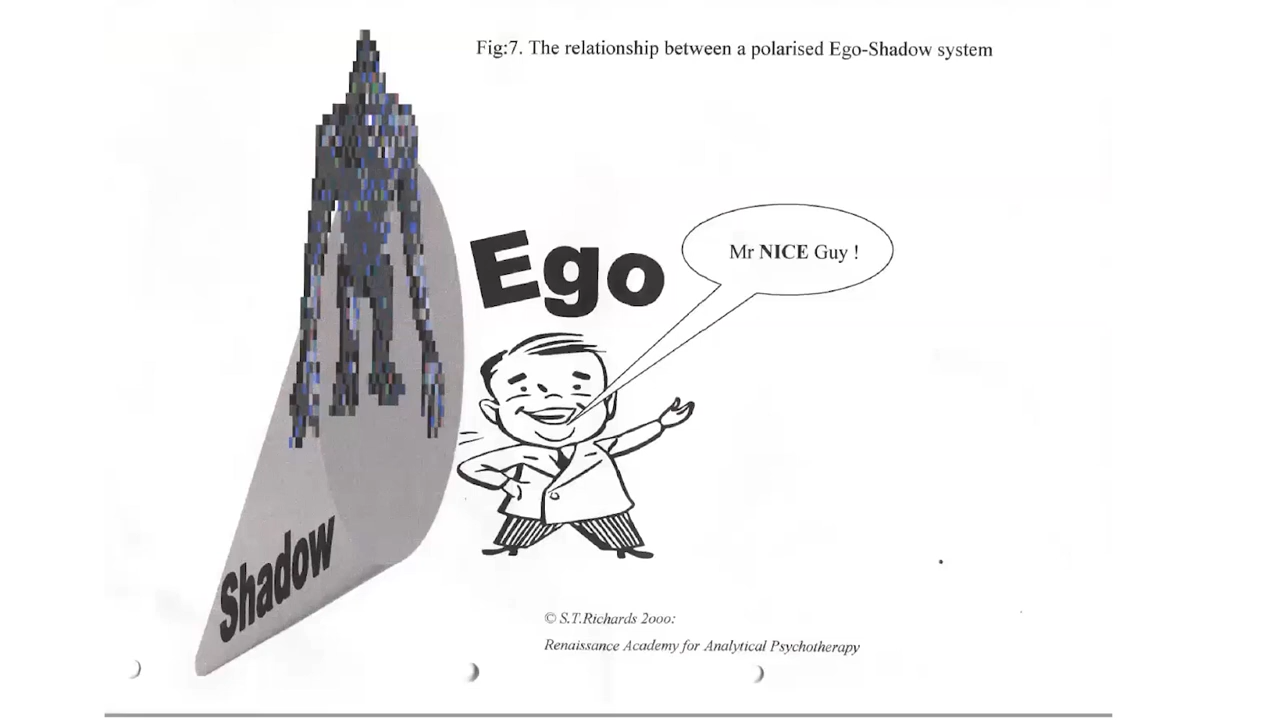 Fig:7. The relationship between a polarised Ego-Shadow system
Ego
Mr NICE Guy !
Shadow
© S.T.Richards 2ooo:
Renaissance Academy for Analytical Psychotherapy